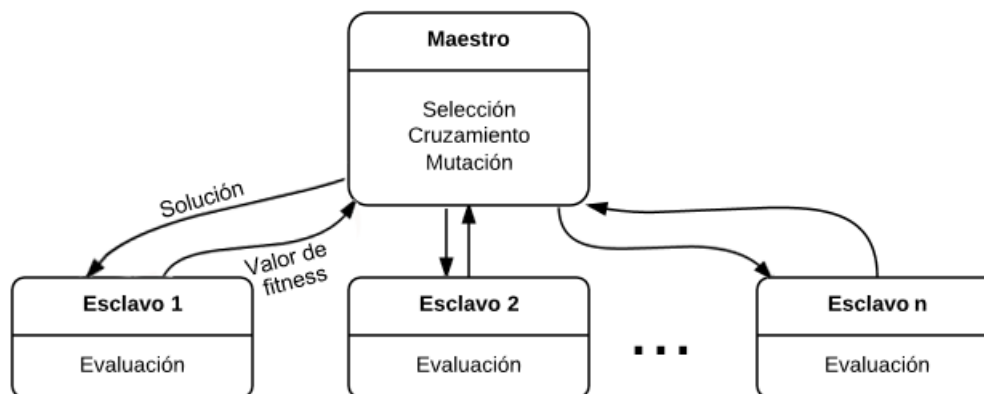 Maestro
Selección
Cruzamiento
Mutación
Solución
Valor de
fitness
Esclavo 1
Evaluación
Esclavo 2
Evaluación
...
Esclavo n
Evaluación